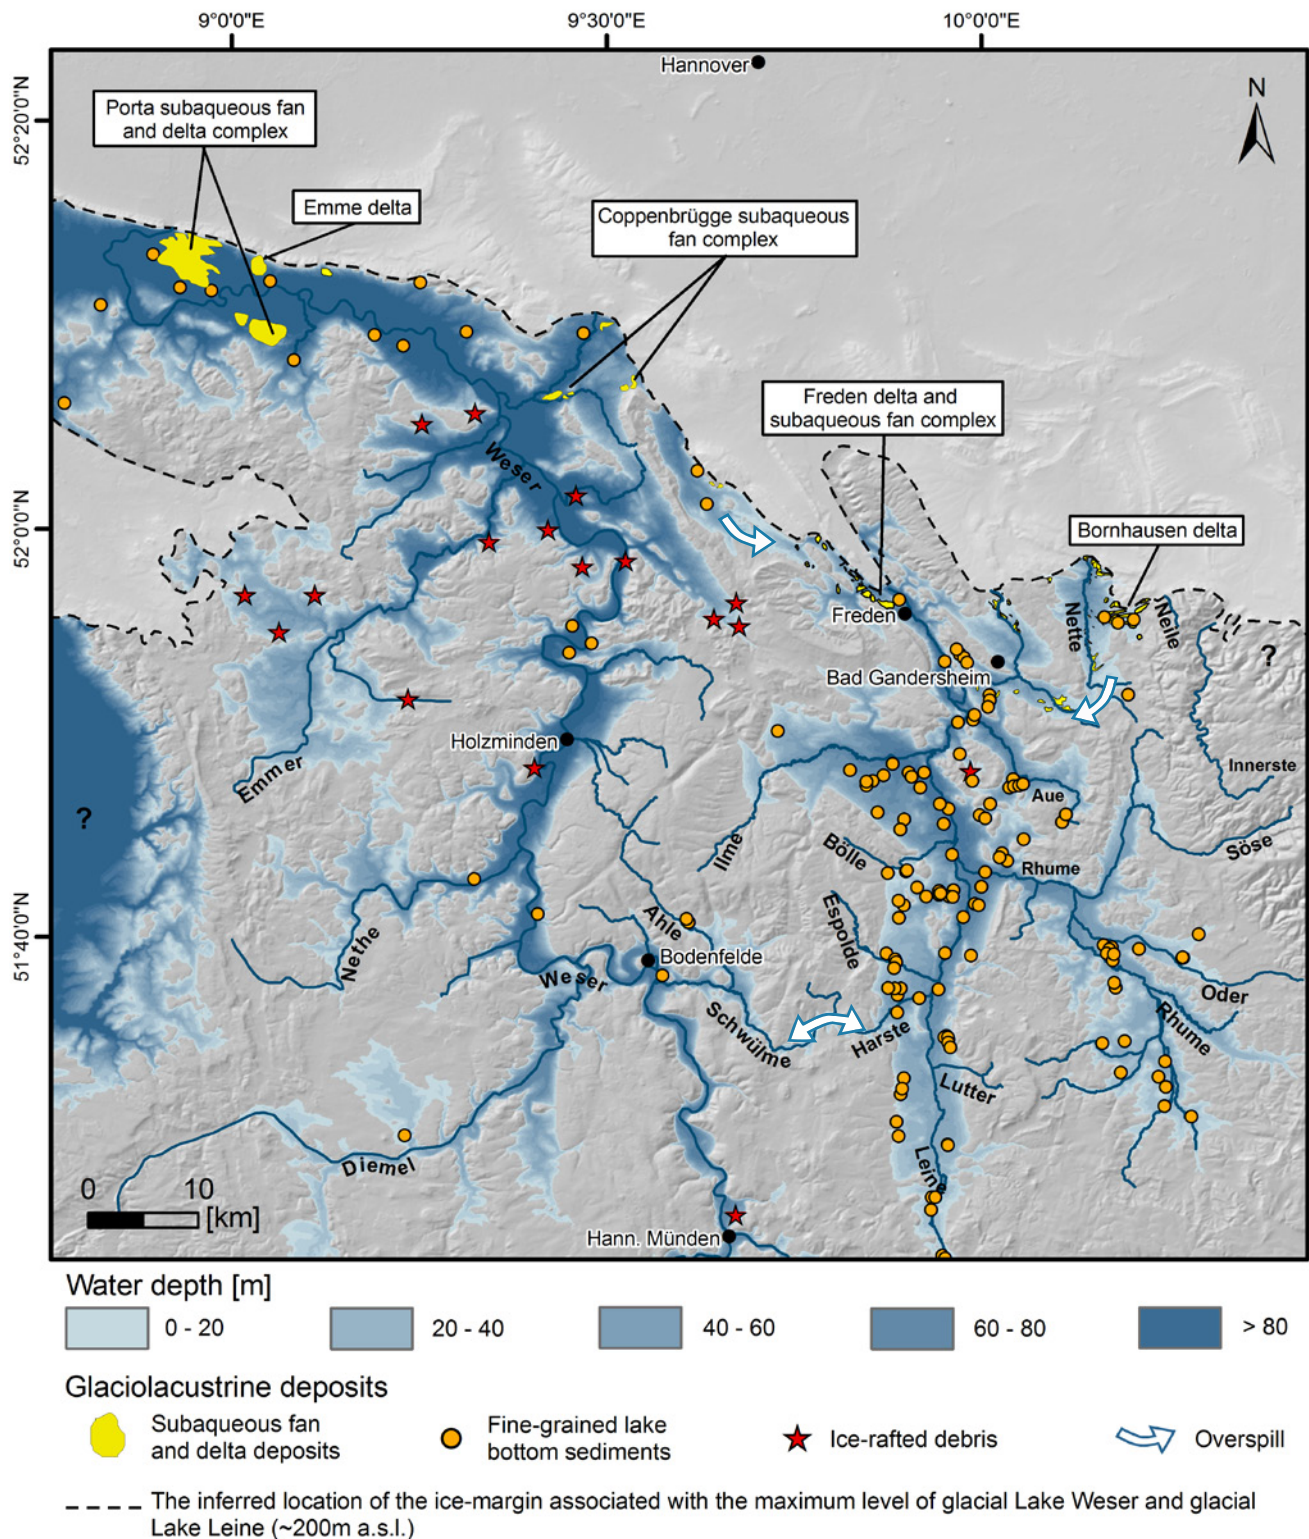 9°0'0"E
9°30'0"E
10°0'0"E
52°20'0"N
52°0'0"N
51°40'0"N
Hannover
N
Porta subaqueous fan
and delta complex
Emme delta
Coppenbrügge subaqueous
fan complex
Freden delta and
subaqueous fan complex
Bornhausen delta
Weser
Freden
Nette
Neile
?
Bad Gandersheim
Holzminden
Emmer
Innerste
?
Aue
Ilme
Bölle
Rhume
Söse
Espolde
Ahle
Nethe
Bodenfelde
Weser
Oder
Schwülme
Harste
Rhume
Lutter
Diemel
Leine
0 10
[km]
Hann. Münden
Water depth [m]
0 - 20
20 - 40
40 - 60
60 - 80
> 80
Glaciolacustrine deposits
Subaqueous fan
and delta deposits
Fine-grained lake
bottom sediments
Ice-rafted debris
Overspill
The inferred location of the ice-margin associated with the maximum level of glacial Lake Weser and glacial
Lake Leine (~200m a.s.l.)